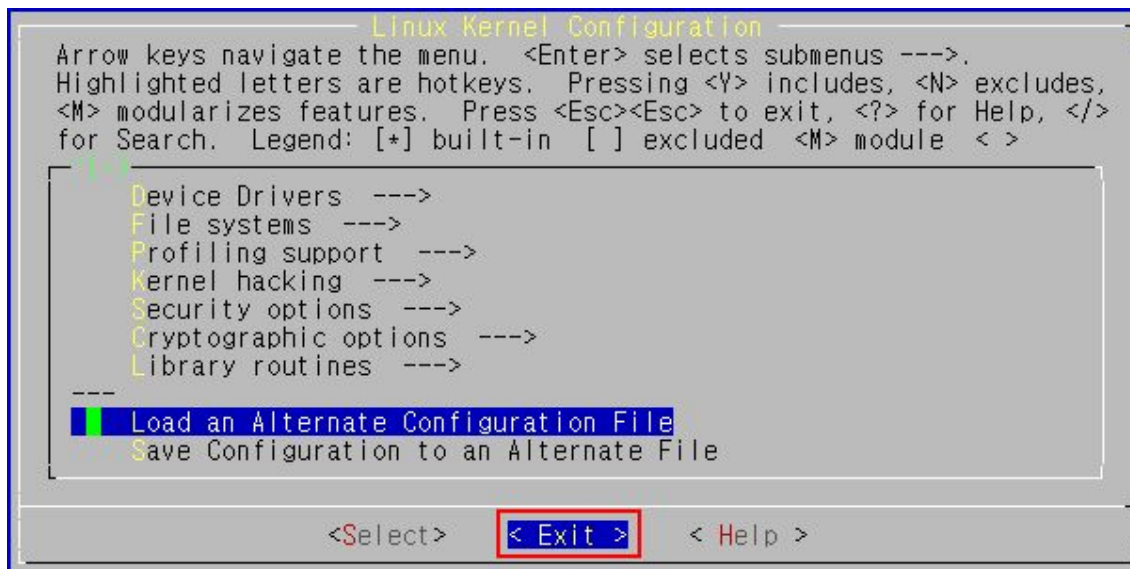 Linux Kernel Configuration
Arrow keys navigate the menu.  <Enter> selects submenus --->.
Highlighted letters are hotkeys.  Pressing <Y> includes, <N> excludes,
<M> modularizes features.  Press <Esc><Esc> to exit, <?> for Help, </>
for Search.  Legend: [*] built-in  [ ] excluded  <M> module  < >
Device Drivers  --->
File systems  --->
Profiling support  --->
Kernel hacking  --->
Security options  --->
Cryptographic options  --->
Library routines  --->
---
Load an Alternate Configuration File
Save Configuration to an Alternate File
<Select>    < Exit >    < Help >